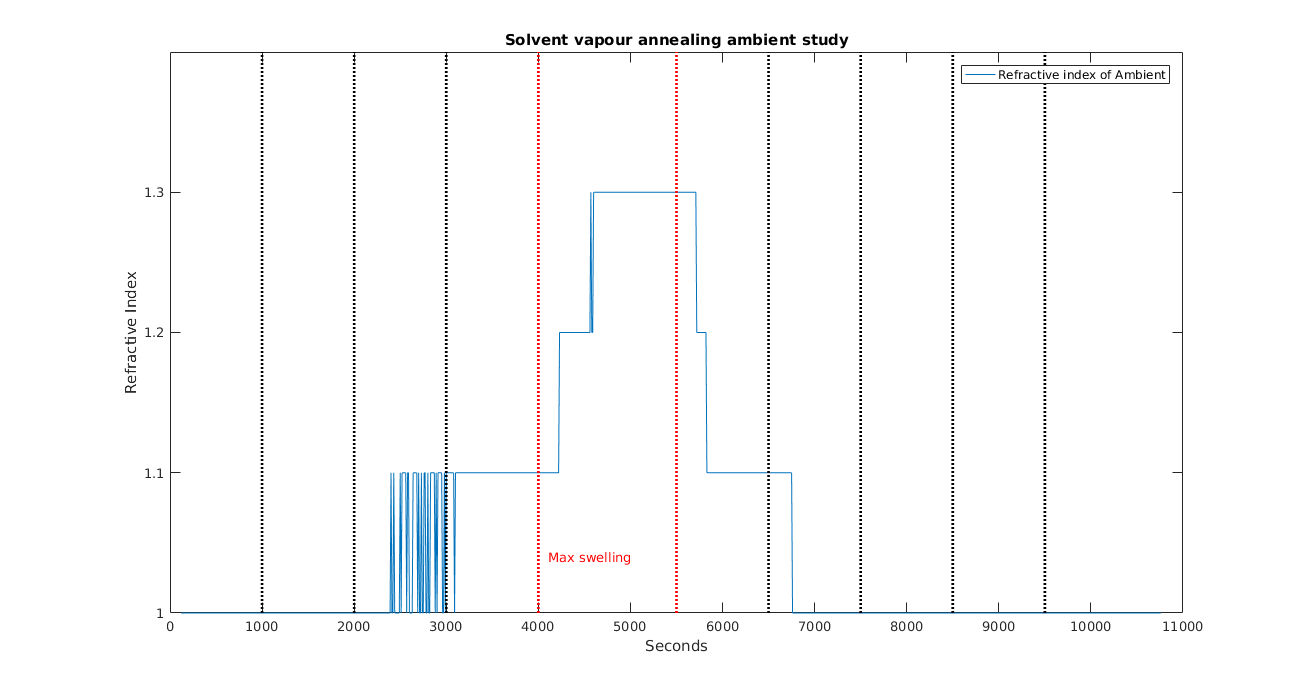 Solvent vapour annealing ambient study
Refractive index of Ambient
1.3
1.2
1.1
1
Refractive Index
Max swelling
0 1000 2000 3000 4000 5000 6000 7000 8000 9000 10000 11000
Seconds